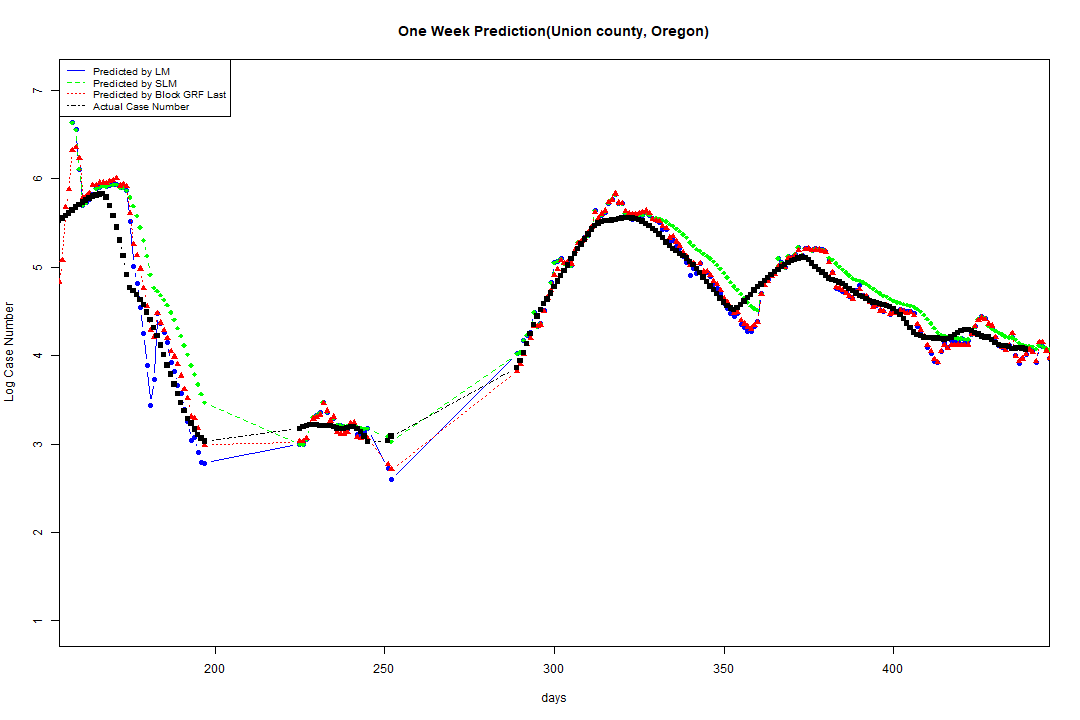 One Week Prediction(Union county, Oregon)
Predicted by LM
Predicted by SLM
Predicted by Block GRF Last
Actual Case Number
7
6
5
4
3
2
1
Log Case Number
200 250 300 350 400
days